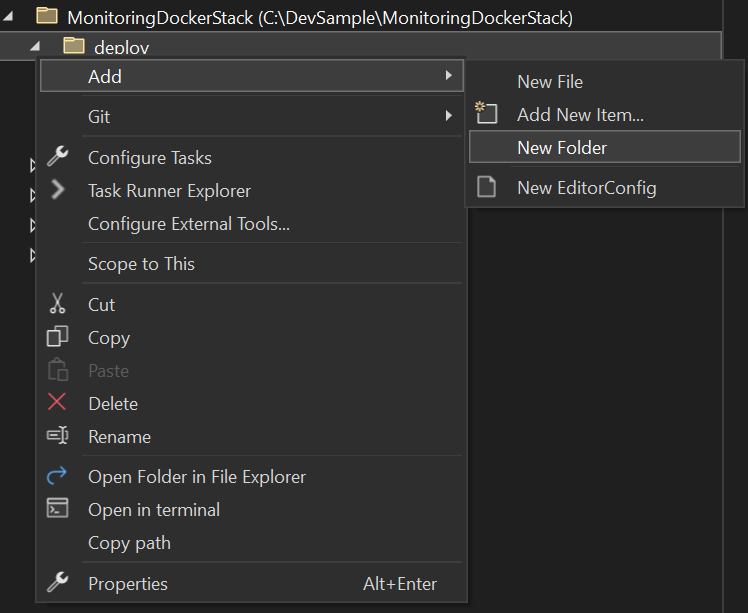 MonitoringDockerStack (C:\DevSample\MonitoringDockerStack)
deploy
Add
Git
Configure Tasks
Task Runner Explorer
Configure External Tools...
Scope to This
Cut
Copy
Paste
Delete
Rename
Open Folder in File Explorer
Open in terminal
Copy path
Properties Alt+Enter
New File
Add New Item...
New Folder
New EditorConfig